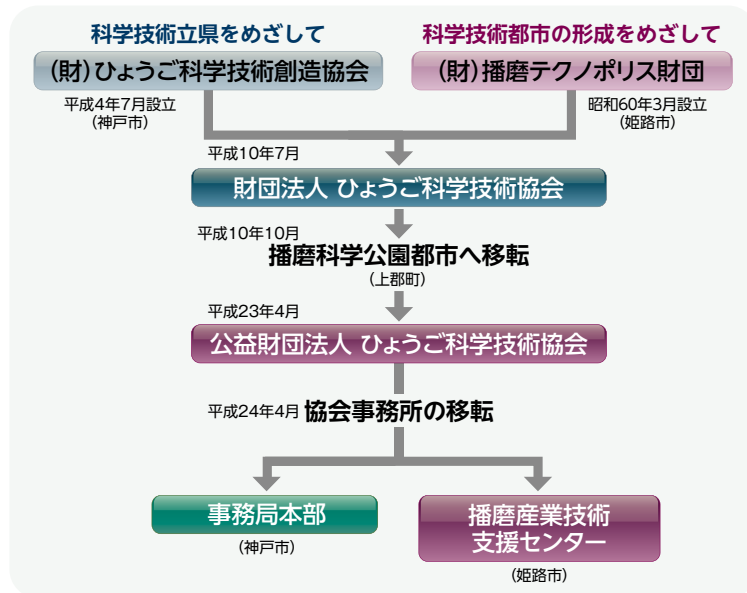 科学技術立県をめざして
(財)ひょうご科学技術創造協会
平成4年7月設立
(神戸市)
科学技術都市の形成をめざして
(財)播磨テクノポリス財団
昭和60年3月設立
(姫路市)
平成10年7月
財団法人 ひょうご科学技術協会
平成10年10月
播磨科学公園都市へ移転
(上郡町)
平成23年4月
公益財団法人 ひょうご科学技術協会
平成24年4月 協会事務所の移転
事務局本部
(神戸市)
播磨産業技術
支援センター
(姫路市)